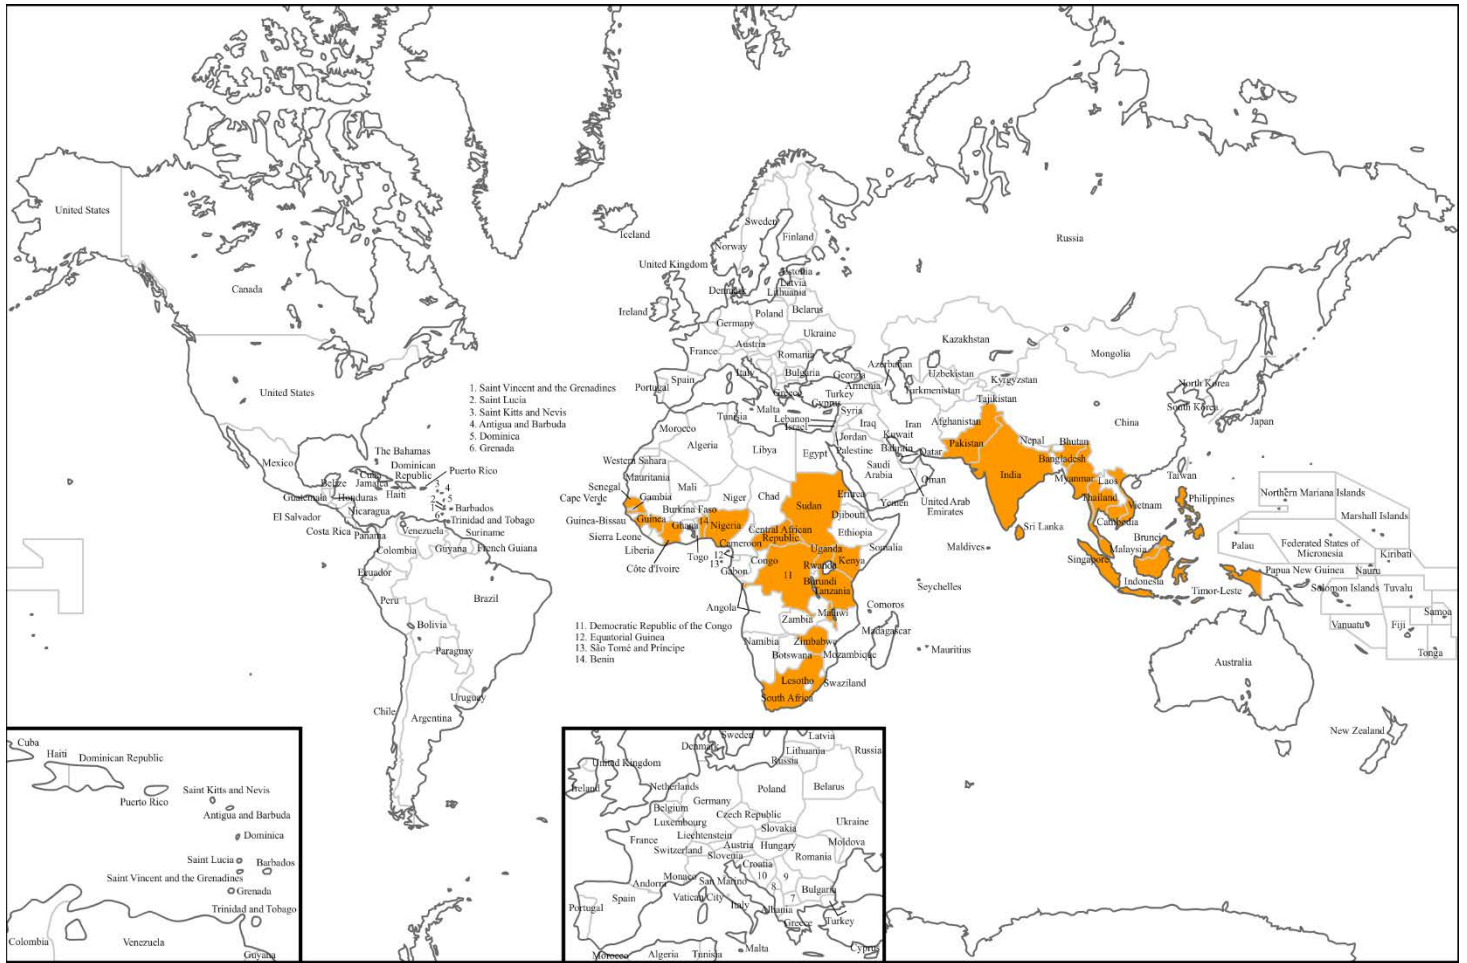 United States
Canada
United States
Mexico
Iceland
Sweden
Norway
Finland
Russia
United Kingdom
Estonia
Latvia
Lithuania
Denmark
Ireland
Poland
Belarus
Germany
Ukraine
Austria
France
Romania
Kazakhstan
Mongolia
Italy
Bulgaria
Georgia
Azerbaijan
Armenia
Uzbekistan
Kyrgyzstan
Turkmenistan
Tajikistan
Spain
Portugal
Greece
Turkey
Cyprus
Malta
Lebanon
Israel
Syria
Tunisia
Morocco
Iraq
Iran
Afghanistan
North Korea
South Korea
Japan
China
1. Saint Vincent and the Grenadines
2. Saint Lucia
3. Saint Kitts and Nevis
4. Antigua and Barbuda
5. Dominica
6. Grenada
Algeria
Libya
Egypt
Jordan
Palestine
Kuwait
Bahrain
Qatar
Saudi
Arabia
Oman
United Arab
Emirates
Yemen
Pakistan
Nepal
Bhutan
Bangladesh
India
Myanmar
Laos
Thailand
Vietnam
Cambodia
Taiwan
Philippines
The Bahamas
Cuba
Dominican
Republic
Puerto Rico
Jamaica
Haiti
Belize
Guatemala
Honduras
Nicaragua
El Salvador
Costa Rica
Panama
3
4
2
5
1
6
Barbados
Trinidad and Tobago
Venezuela
Suriname
Guyana
French Guiana
Colombia
Ecuador
Peru
Brazil
Bolivia
Paraguay
Uruguay
Chile
Argentina
Western Sahara
Mauritania
Senegal
Cape Verde
Gambia
Mali
Niger
Chad
Sudan
Eritrea
Djibouti
Burkina Faso
Guinea-Bissau
Guinea
Ghana
14
Nigeria
Sierra Leone
Liberia
Côte d'Ivoire
Togo
Central African
Republic
Ethiopia
Cameroon
Somalia
12
13
Gabon
Congo
Uganda
Kenya
Rwanda
Burundi
Tanzania
11
Angola
Zambia
Malawi
Comoros
Madagascar
Namibia
Zimbabwe
Botswana
Mozambique
Lesotho
Swaziland
South Africa
11. Democratic Republic of the Congo
12. Equatorial Guinea
13. São Tomé and Príncipe
14. Benin
Seychelles
Mauritius
Maldives
Sri Lanka
Brunei
Malaysia
Singapore
Indonesia
Timor-Leste
Northern Mariana Islands
Marshall Islands
Palau
Federated States of
Micronesia
Kiribati
Papua New Guinea
Nauru
Solomon Islands
Tuvalu
Samoa
Vanuatu
Fiji
Tonga
Australia
New Zealand
Cuba
Haiti
Dominican Republic
Puerto Rico
Saint Kitts and Nevis
Antigua and Barbuda
Dominica
Saint Lucia
Barbados
Saint Vincent and the Grenadines
Grenada
Trinidad and Tobago
Colombia
Venezuela
Guyana
Sweden
Denmark
Latvia
Lithuania
Russia
Russia
United Kingdom
Ireland
Netherlands
Poland
Belarus
Germany
Belgium
Czech Republic
Luxembourg
Slovakia
Ukraine
Liechtenstein
France
Switzerland
Austria
Hungary
Moldova
Slovenia
Romania
Croatia
10
9
8
7
Monaco
San Marino
Andorra
Vatican City
Italy
Bulgaria
Spain
Portugal
Albania
Greece
Turkey
Malta
Cyprus
Morocco
Algeria
Tunisia